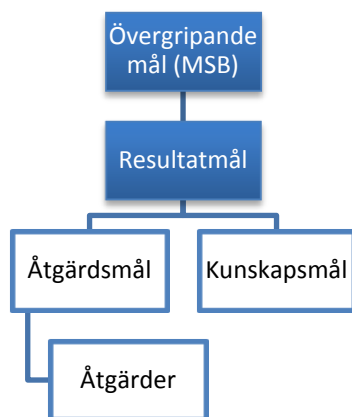 Övergripande
mål (MSB)
Resultatmål
Åtgärdsmål
Kunskapsmål
Åtgärder